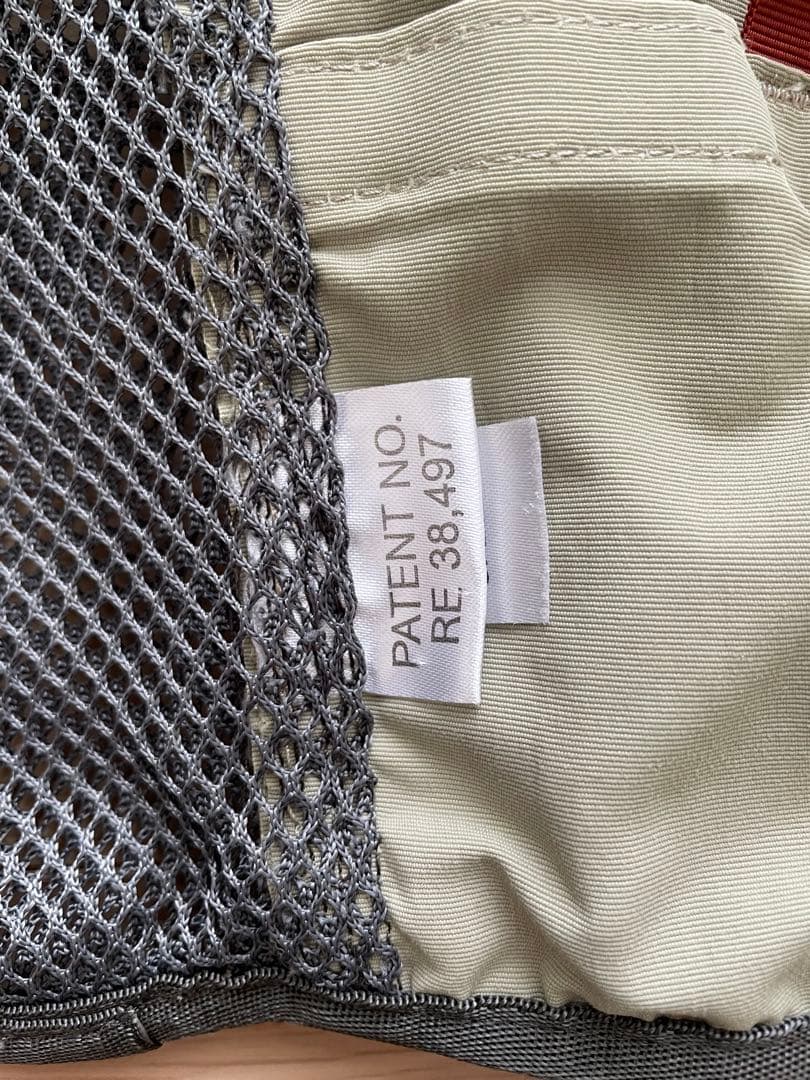 PATENT NO.
RE. 38,497